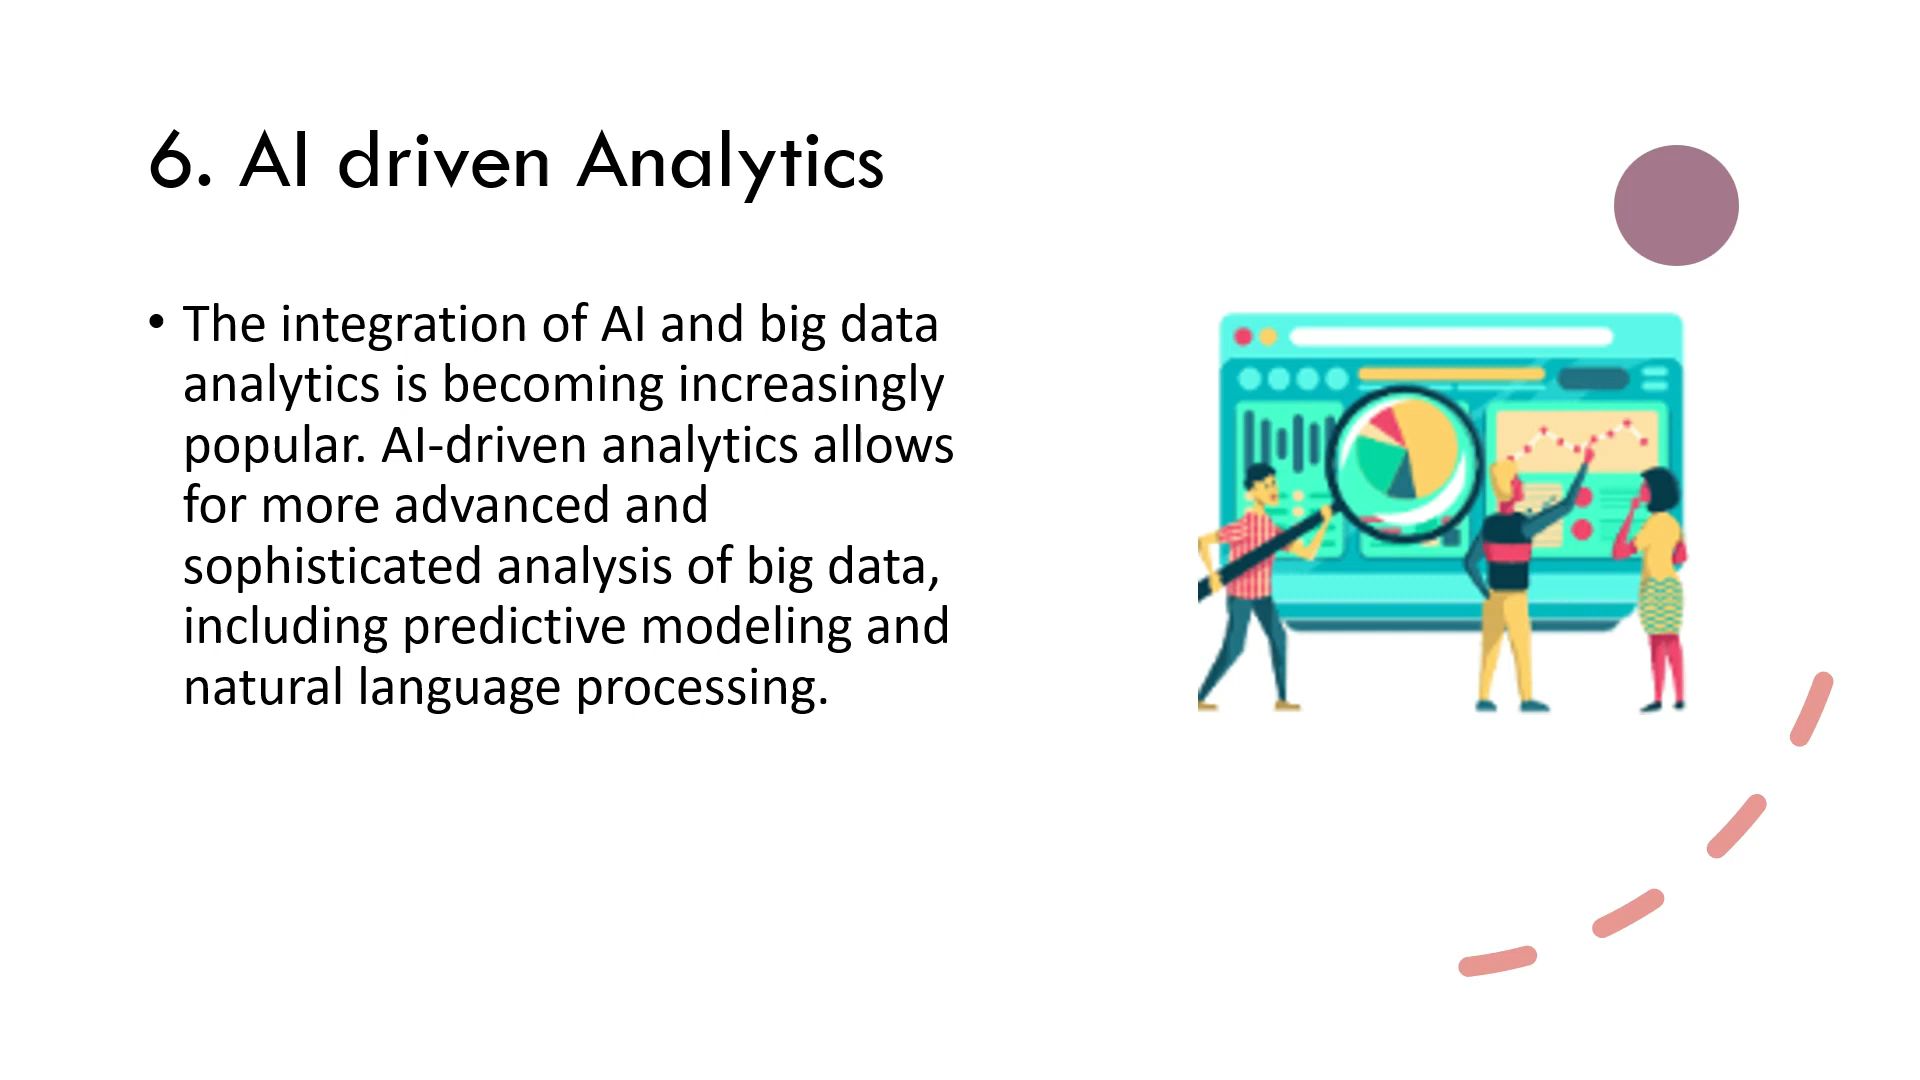 6. AI driven Analytics
• The integration of AI and big data
analytics is becoming increasingly
popular. AI-driven analytics allows
for more advanced and
sophisticated analysis of big data,
including predictive modeling and
natural language processing.